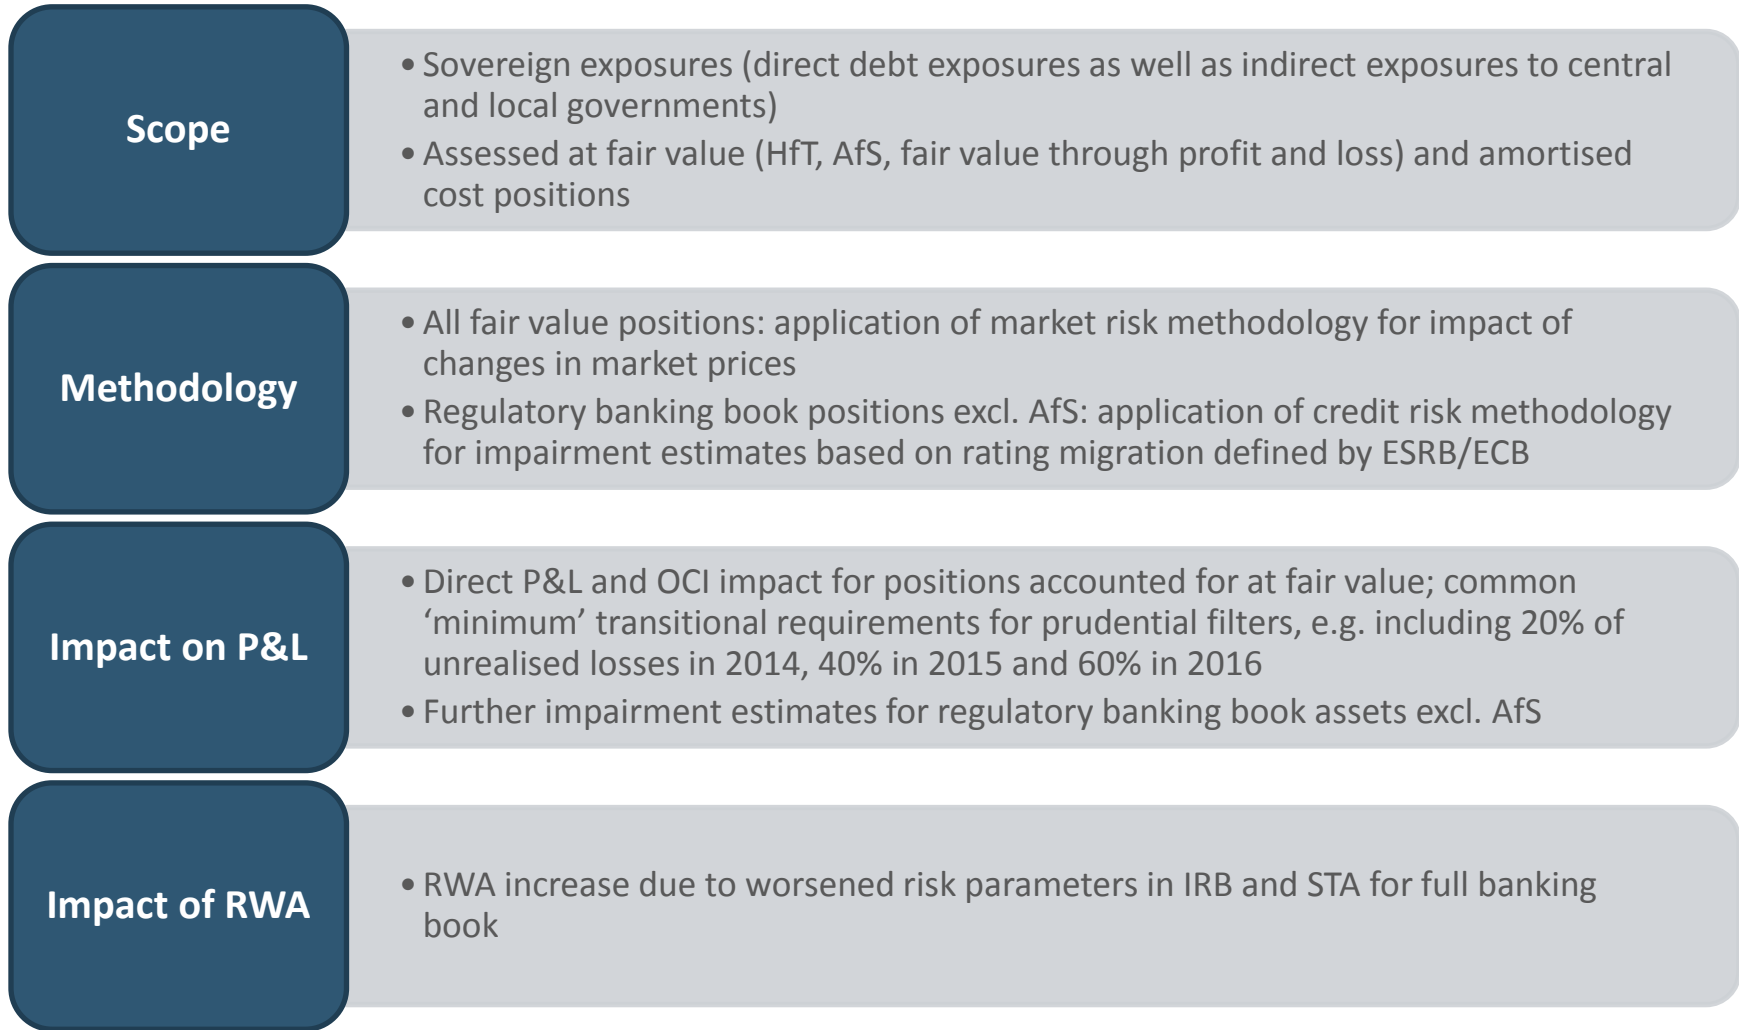 Scope
• Sovereign exposures (direct debt exposures as well as indirect exposures to central
and local governments)
• Assessed at fair value (HfT, AfS, fair value through profit and loss) and amortised
cost positions
Methodology
• All fair value positions: application of market risk methodology for impact of
changes in market prices
• Regulatory banking book positions excl. AfS: application of credit risk methodology
for impairment estimates based on rating migration defined by ESRB/ECB
Impact on P&L
• Direct P&L and OCI impact for positions accounted for at fair value; common
‘minimum’ transitional requirements for prudential filters, e.g. including 20% of
unrealised losses in 2014, 40% in 2015 and 60% in 2016
• Further impairment estimates for regulatory banking book assets excl. AfS
Impact of RWA
• RWA increase due to worsened risk parameters in IRB and STA for full banking
book